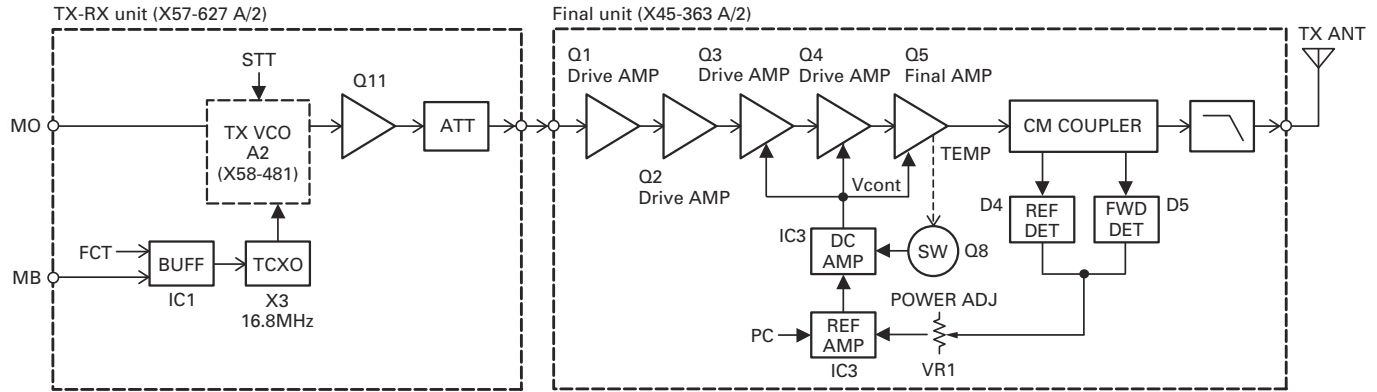 TX-RX unit (X57-627 A/2)
Final unit (X45-363 A/2)
TX ANT
STT
Q11
Q1
Drive AMP
Q3
Drive AMP
Q4
Drive AMP
Q5
Final AMP
MO
TX VCO
A2
(X58-481)
ATT
CM COUPLER
TEMP
Q2
Drive AMP
Vcont
D4
REF
DET
FWD
DET
D5
FCT
BUFF
TCXO
MB
IC1
X3
16.8MHz
IC3
DC
AMP
SW
Q8
POWER ADJ
PC
REF
AMP
IC3
VR1